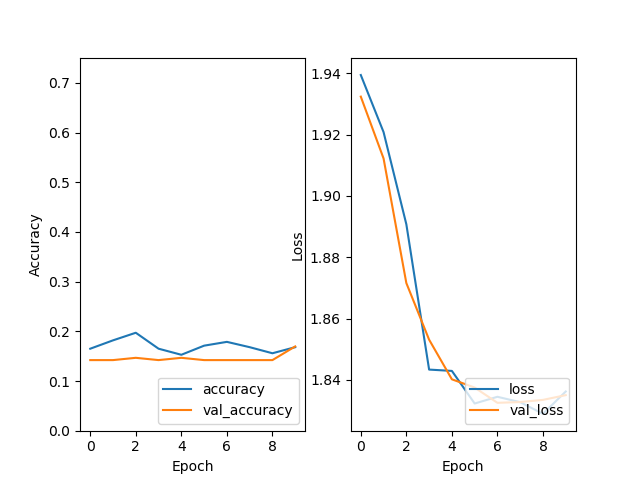 0.7
0.6
0.5
0.4
0.3
0.2
0.1
0.0
Accuracy
0 2 4 6 8
Epoch
accuracy
val_accuracy
1.94
1.92
1.90
1.88
1.86
1.84
Loss
0 2 4 6 8
Epoch
loss
val_loss